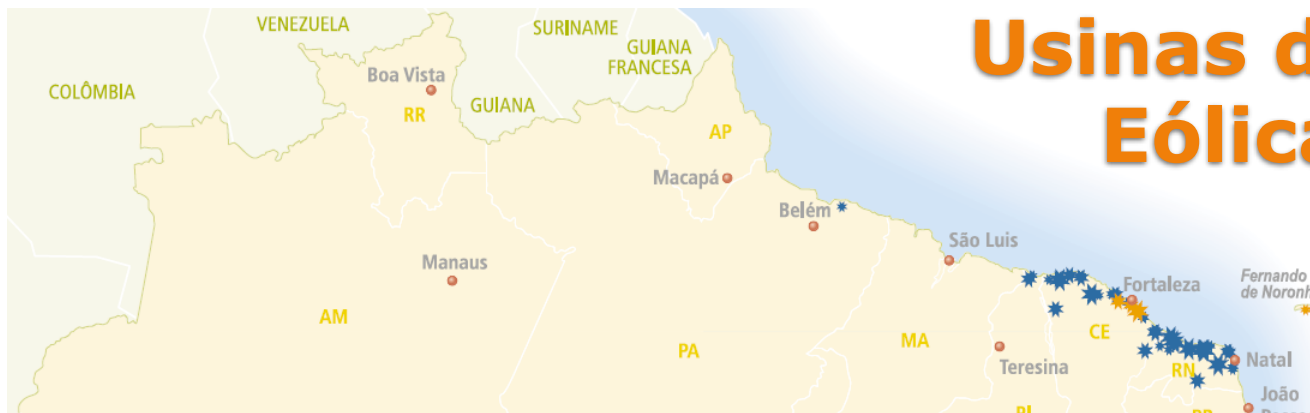 Usinas d
Eólica
VENEZUELA
SURINAME
GUIANA
FRANCESA
COLÔMBIA
Boa Vista
GUIANA
RR
AP
Macapá
Belém
São Luis
Manaus
Fortaleza
Fernando
de Noronh
AM
PA
MA
CE
Teresina
RN
Natal
João